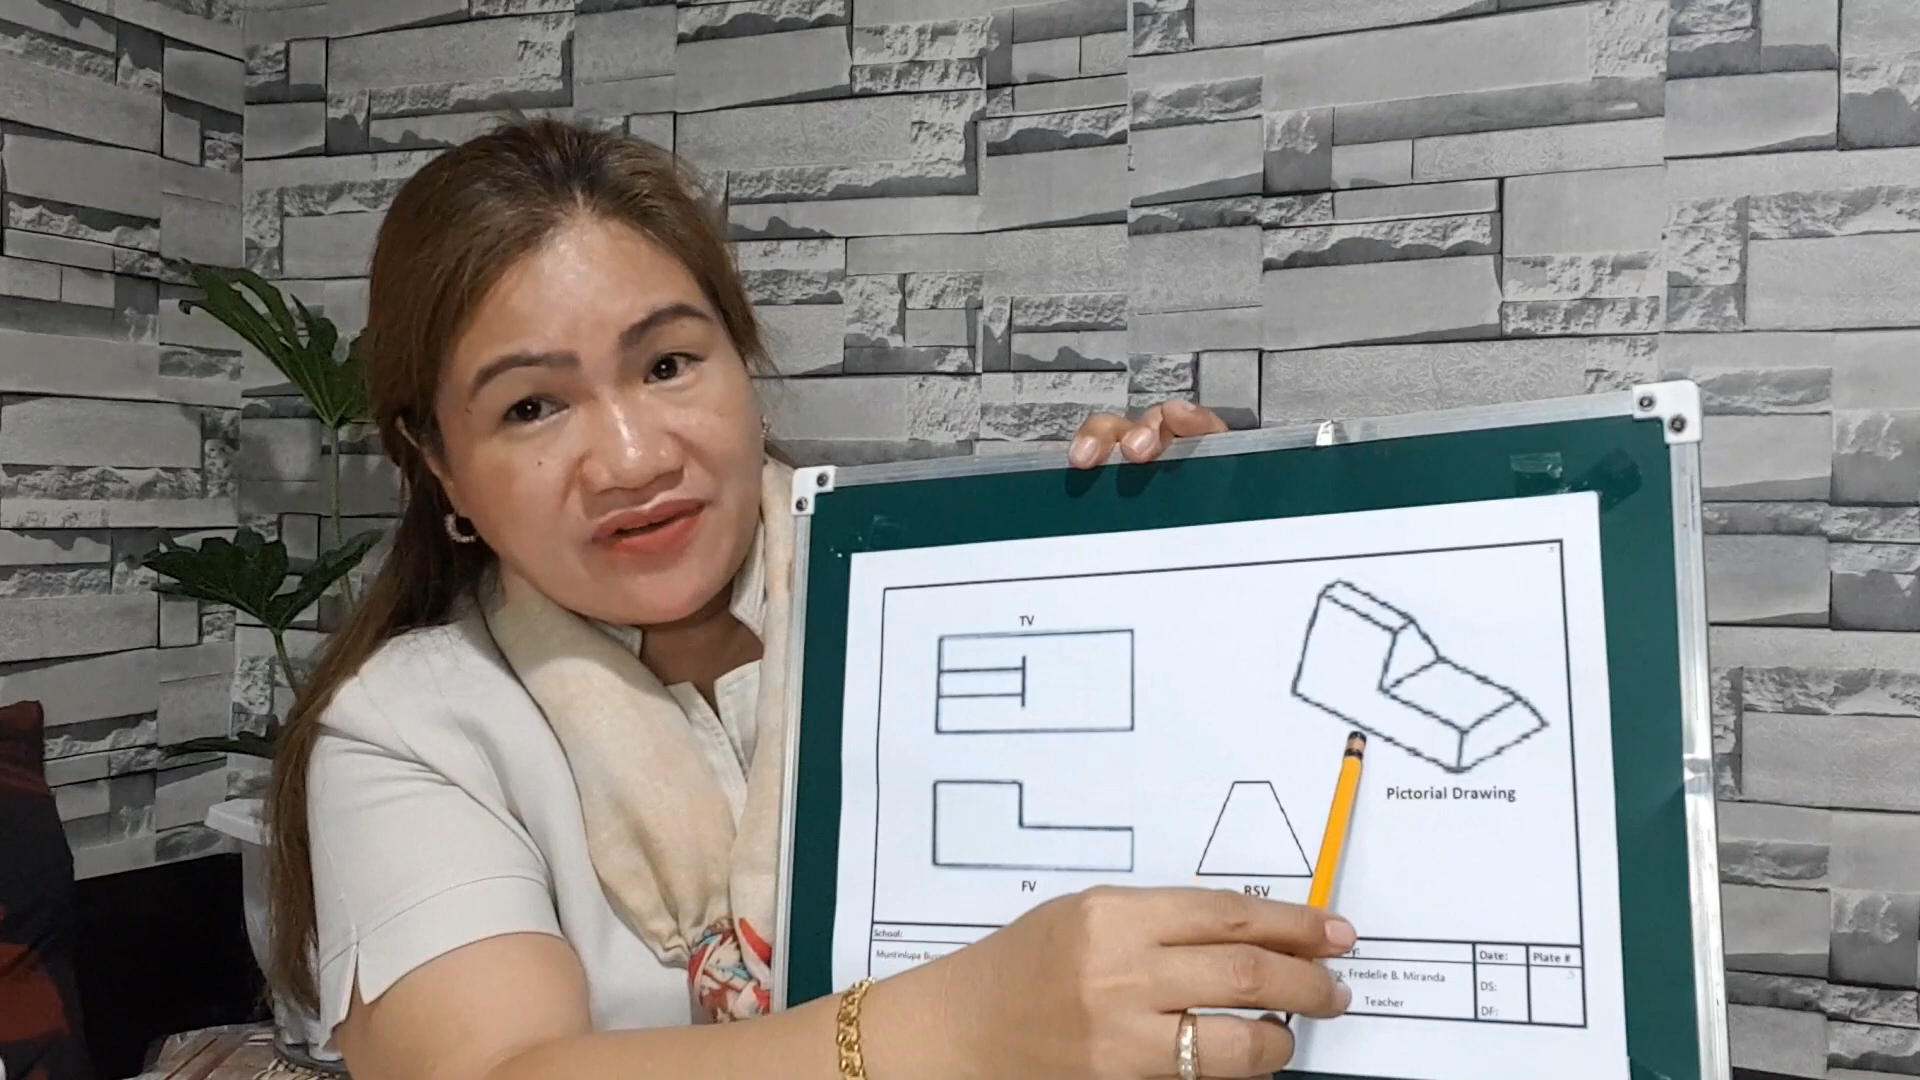 TV
Pictorial Drawing
FV
RSV
School:
Date:
Plate #
Muntinlupa
Fredelie B. Miranda
DS:
Teacher
DF: